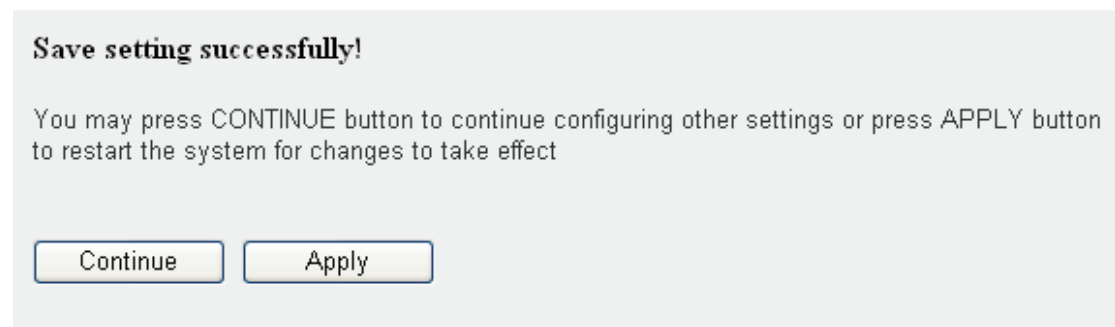 Save setting successfully!
You may press CONTINUE button to continue configuring other settings or press APPLY button
to restart the system for changes to take effect
Continue Apply